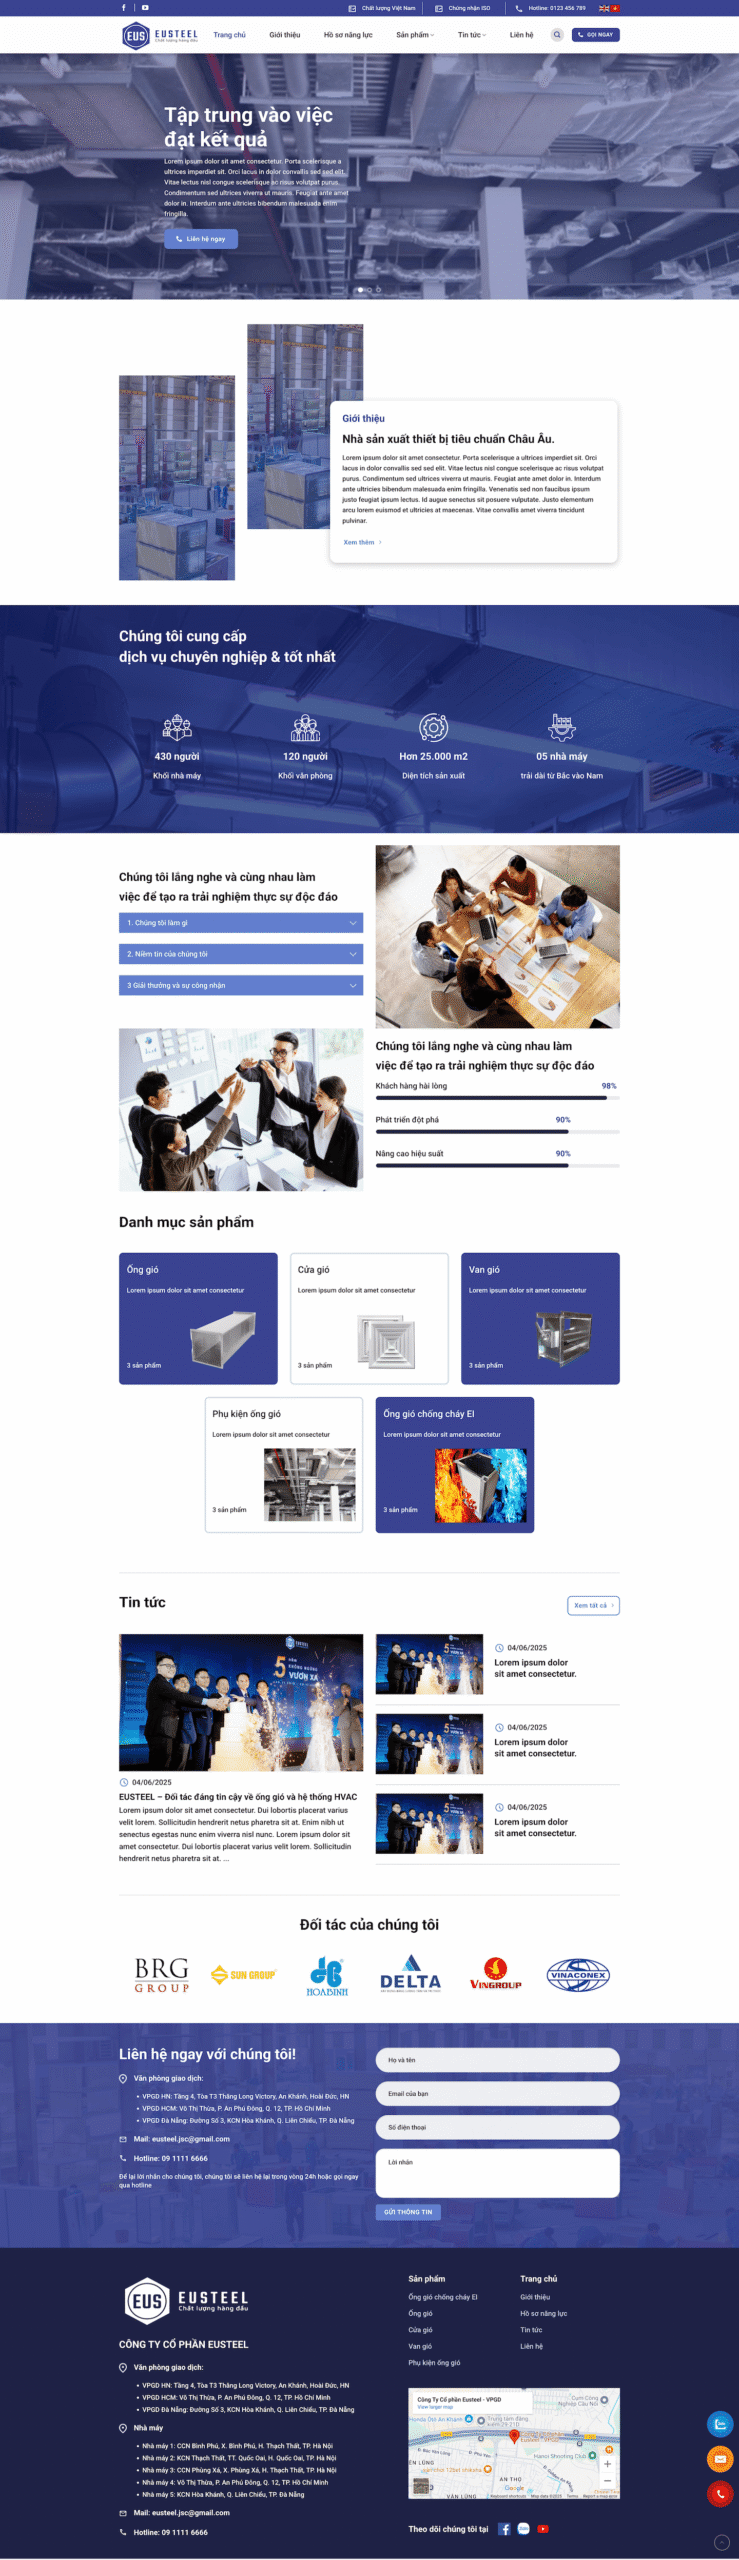 Chất lượng Việt Nam
Chứng nhận ISO
Hotline: 0123 456 789
EUS EUSTEEL
Chất lượng hàng đầu
Trang chủ
Giới thiệu
Hồ sơ năng lực
Sản phẩm
Tin tức
Liên hệ
GỌI NGAY
Tập trung vào việc
đạt kết quả
Lorem ipsum dolor sit amet consectetur. Porta scelerisque a
ultrices imperdiet sit. Orci lacus in dolor convallis sed sed elit.
Vitae lectus nisl congue scelerisque ac risus volutpat purus.
Condimentum sed ultrices viverra ut mauris. Feugiat ante amet
dolor in. Interdum ante ultricies bibendum malesuada enim
fringilla.
Liên hệ ngay
Giới thiệu
Nhà sản xuất thiết bị tiêu chuẩn Châu Âu.
Lorem ipsum dolor sit amet consectetur. Porta scelerisque a ultrices imperdiet sit. Orci
lacus in dolor convallis sed sed elit. Vitae lectus nisl congue scelerisque ac risus volutpat
purus. Condimentum sed ultrices viverra ut mauris. Feugiat ante amet dolor in. Interdum
ante ultricies bibendum malesuada enim fringilla. Venenatis sed non faucibus ipsum
justo feugiat ipsum lectus. Id augue senectus sit posuere vulputate. Justo elementum
arcu lorem euismod et ultricies at maecenas. Vitae convallis amet viverra tincidunt
pulvinar.
Xem thêm
Chúng tôi cung cấp
dịch vụ chuyên nghiệp & tốt nhất
430 người
Khối nhà máy
120 người
Khối văn phòng
Hơn 25.000 m2
Diện tích sản xuất
05 nhà máy
trải dài từ Bắc vào Nam
Chúng tôi lắng nghe và cùng nhau làm
việc để tạo ra trải nghiệm thực sự độc đáo
1. Chúng tôi làm gì
2. Niềm tin của chúng tôi
3 Giải thưởng và sự công nhận
Chúng tôi lắng nghe và cùng nhau làm
việc để tạo ra trải nghiệm thực sự độc đáo
Khách hàng hài lòng 98%
Phát triển đột phá 90%
Nâng cao hiệu suất 90%
Danh mục sản phẩm
Ống gió
Lorem ipsum dolor sit amet consectetur
3 sản phẩm
Cửa gió
Lorem ipsum dolor sit amet consectetur
3 sản phẩm
Van gió
Lorem ipsum dolor sit amet consectetur
3 sản phẩm
Phụ kiện ống gió
Lorem ipsum dolor sit amet consectetur
3 sản phẩm
Ống gió chống cháy EI
Lorem ipsum dolor sit amet consectetur
3 sản phẩm
Tin tức
Xem tất cả
04/06/2025
EUSTEEL – Đối tác đáng tin cậy về ống gió và hệ thống HVAC
Lorem ipsum dolor sit amet consectetur. Dui lobortis placerat varius
velit lorem. Sollicitudin hendrerit netus pharetra sit at. Enim nibh ut
senectus egestas nunc enim viverra nisl nunc. Lorem ipsum dolor sit
amet consectetur. Dui lobortis placerat varius velit lorem. Sollicitudin
hendrerit netus pharetra sit at. ...
04/06/2025
Lorem ipsum dolor
sit amet consectetur.
04/06/2025
Lorem ipsum dolor
sit amet consectetur.
04/06/2025
Lorem ipsum dolor
sit amet consectetur.
Đối tác của chúng tôi
BRG
GROUP
SUN GROUP
HOABINH
DELTA
VINGROUP
VINACONEX
Liên hệ ngay với chúng tôi!
Văn phòng giao dịch:
• VPGD HN: Tầng 4, Tòa T3 Thăng Long Victory, An Khánh, Hoài Đức, HN
• VPGD HCM: Võ Thị Thừa, P. An Phú Đông, Q. 12, TP. Hồ Chí Minh
• VPGD Đà Nẵng: Đường Số 3, KCN Hòa Khánh, Q. Liên Chiểu, TP. Đà Nẵng
Mail: eusteel.jsc@gmail.com
Hotline: 09 1111 6666
Để lại lời nhắn cho chúng tôi, chúng tôi sẽ liên hệ lại trong vòng 24h hoặc gọi ngay
qua hotline
Họ và tên
Email của bạn
Số điện thoại
Lời nhắn
GỬI THÔNG TIN
EUS EUSTEEL
Chất lượng hàng đầu
CÔNG TY CỔ PHẦN EUSTEEL
Văn phòng giao dịch:
• VPGD HN: Tầng 4, Tòa T3 Thăng Long Victory, An Khánh, Hoài Đức, HN
• VPGD HCM: Võ Thị Thừa, P. An Phú Đông, Q. 12, TP. Hồ Chí Minh
• VPGD Đà Nẵng: Đường Số 3, KCN Hòa Khánh, Q. Liên Chiểu, TP. Đà Nẵng
Nhà máy
• Nhà máy 1: CCN Bình Phú, X. Bình Phú, H. Thạch Thất, TP. Hà Nội
• Nhà máy 2: KCN Thạch Thất, TT. Quốc Oai, H. Quốc Oai, TP. Hà Nội
• Nhà máy 3: CCN Phùng Xá, X. Phùng Xá, H. Thạch Thất, TP. Hà Nội
• Nhà máy 4: Võ Thị Thừa, P. An Phú Đông, Q. 12, TP. Hồ Chí Minh
• Nhà máy 5: KCN Hòa Khánh, Q. Liên Chiểu, TP. Đà Nẵng
Mail: eusteel.jsc@gmail.com
Hotline: 09 1111 6666
Sản phẩm
Ống gió chống cháy EI
Ống gió
Cửa gió
Van gió
Phụ kiện ống gió
Trang chủ
Giới thiệu
Hồ sơ năng lực
Tin tức
Liên hệ
Công Ty Cổ phần Eusteel - VPGD
View larger map
AN THỌ
Hanoi Shooting Club
Google
VÂN LŨNG
Keyboard shortcuts Map data ©2025 Terms Report a map error
Theo dõi chúng tôi tại